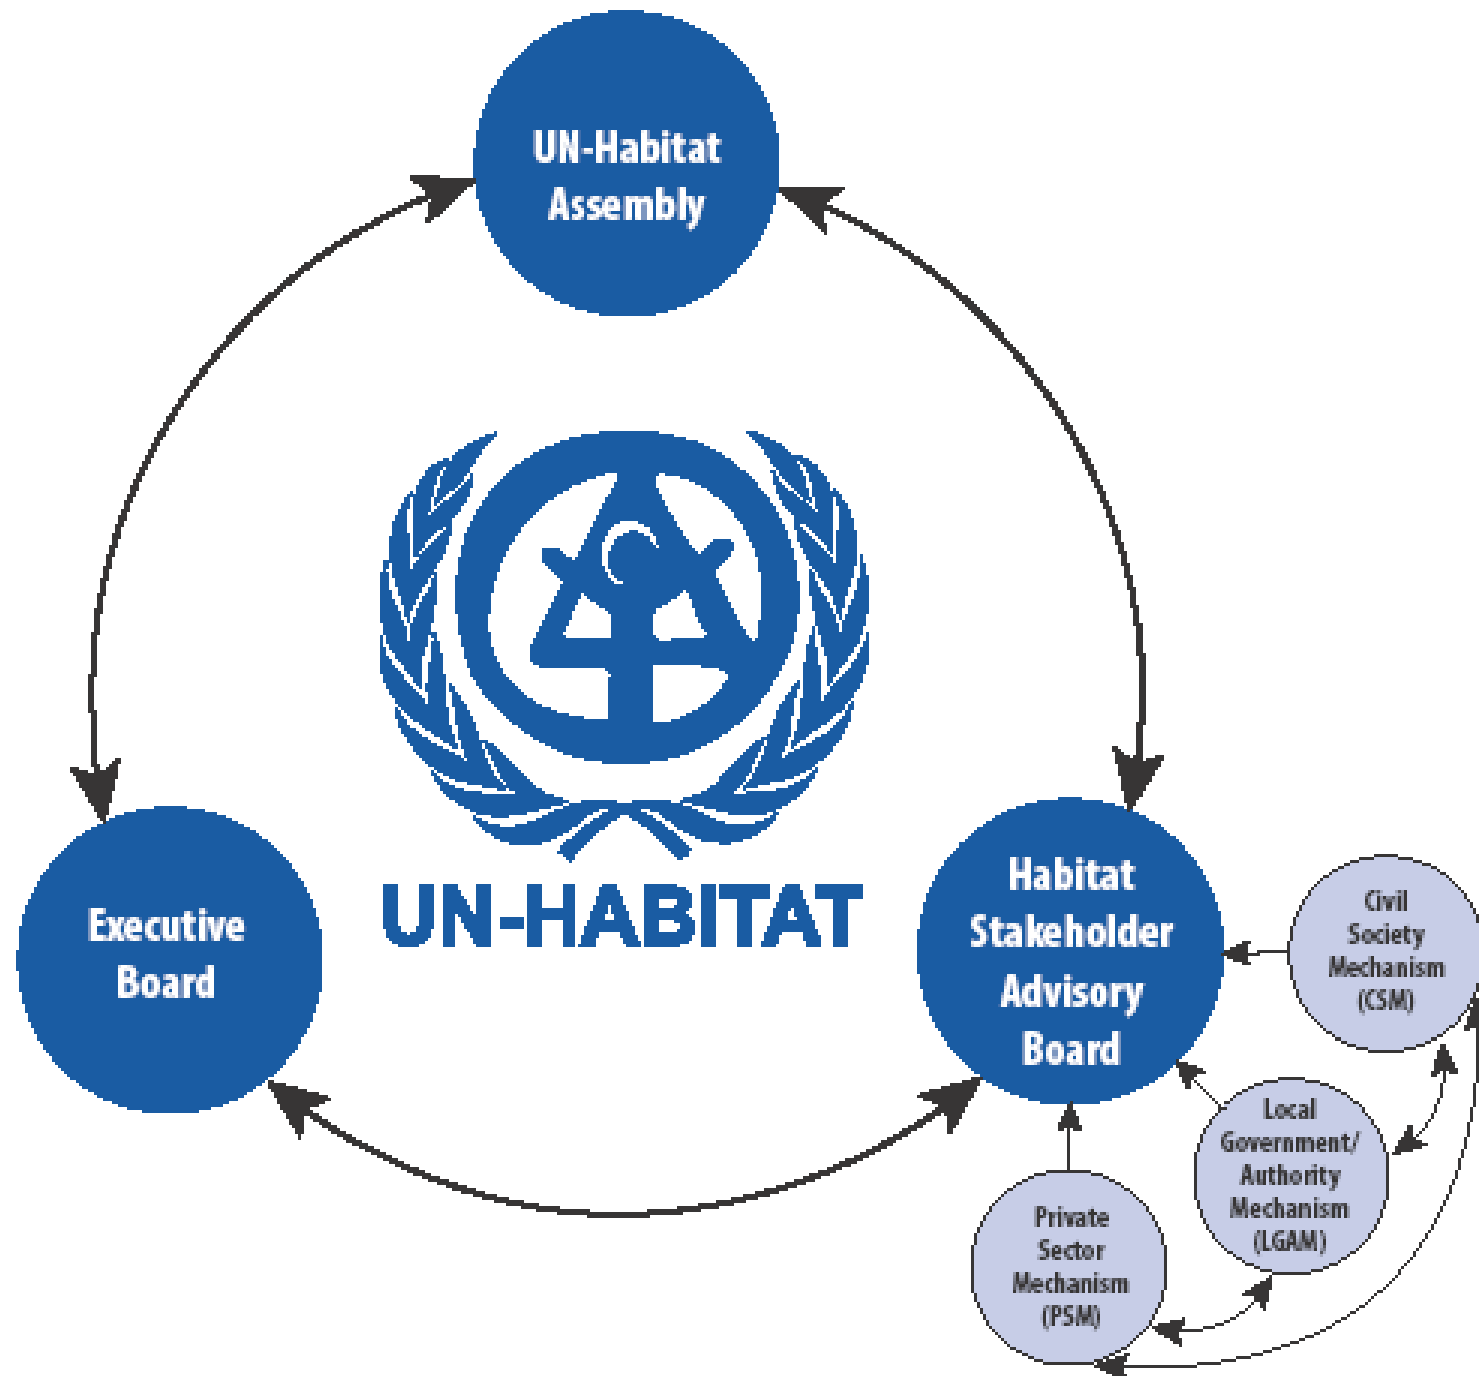 UN-Habitat
Assembly
UN-HABITAT
Executive
Board
Habitat
Stakeholder
Advisory
Board
Civil
Society
Mechanism
(CSM)
Local
Government/
Authority
Mechanism
(LGAM)
Private
Sector
Mechanism
(PSM)